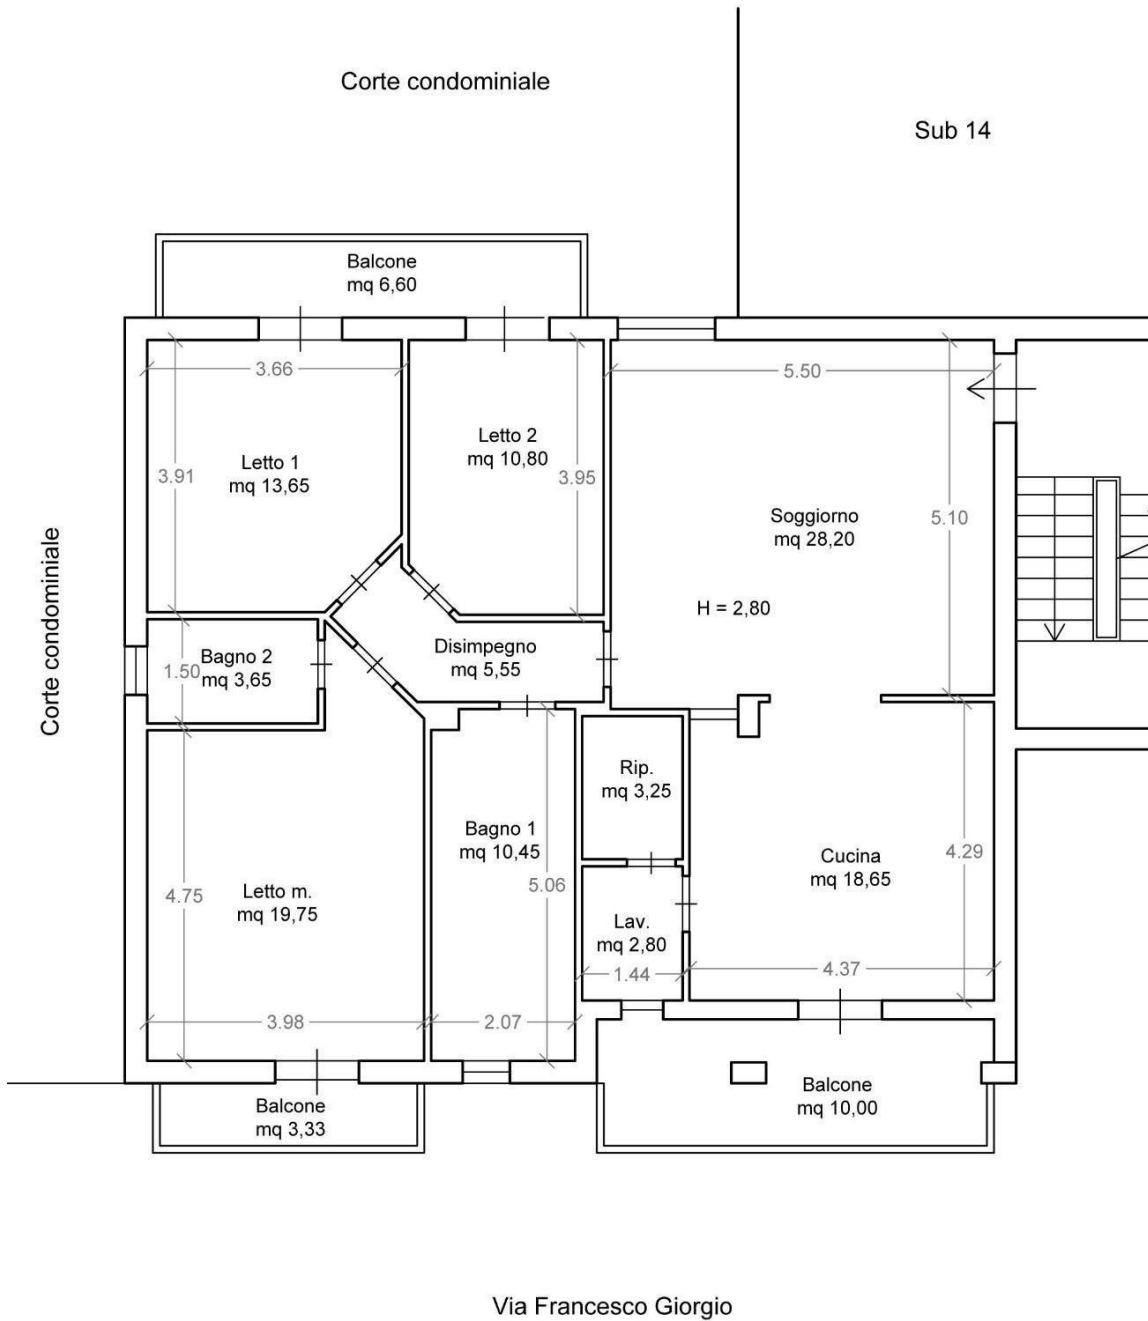 Corte condominiale
Sub 14
Balcone
mq 6,60
3.66
5.50
Letto 1
mq 13,65
3.91
Letto 2
mq 10,80
3.95
Soggiorno
mq 28,20
5.10
H = 2,80
Corte condominiale
Bagno 2
mq 3,65
1.50
Disimpegno
mq 5,55
Rip.
mq 3,25
Bagno 1
mq 10,45
5.06
Cucina
mq 18,65
4.29
Letto m.
mq 19,75
4.75
Lav.
mq 2,80
1.44
4.37
3.98
2.07
Balcone
mq 3,33
Balcone
mq 10,00
Via Francesco Giorgio